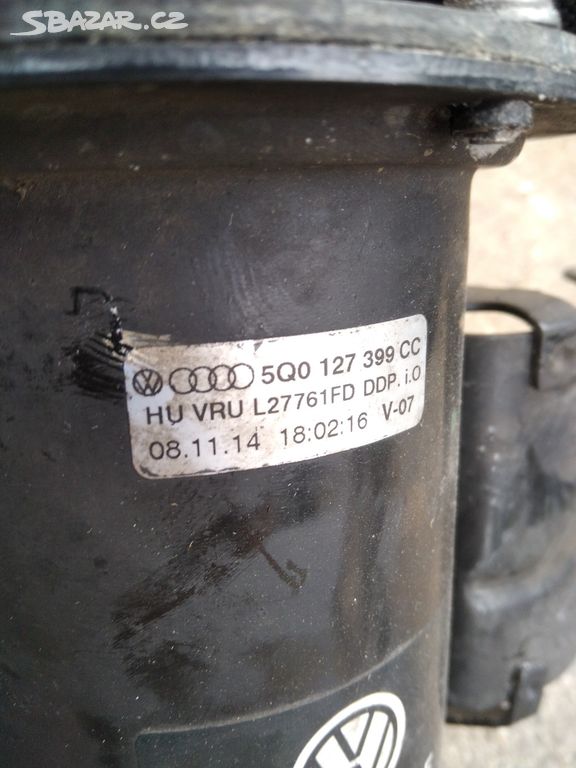 SBAZAR.CZ
5Q0 127 399 CC
HU VRU L27761FD DDP. i.O
08.11.14 18:02:16 V-07